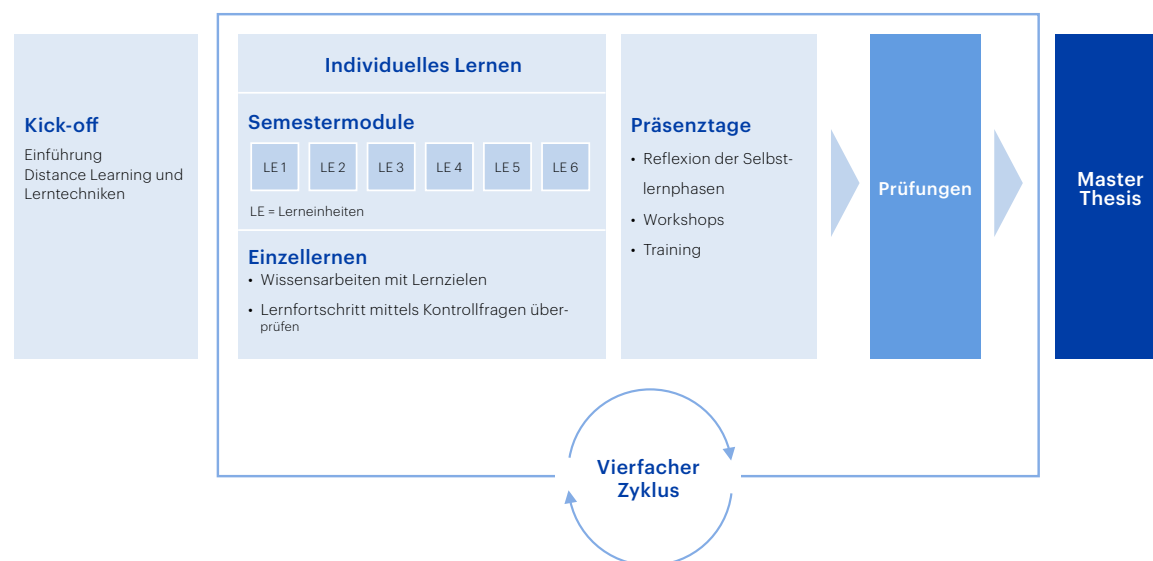 Kick-off
Einführung
Distance Learning und
Lerntechniken
Individuelles Lernen
Semestermodule
LE 1
LE 2
LE 3
LE 4
LE 5
LE 6
LE = Lerneinheiten
Einzellernen
• Wissensarbeiten mit Lernzielen
• Lernfortschritt mittels Kontrollfragen über-
prüfen
Präsenztage
• Reflexion der Selbst-
lernphasen
• Workshops
• Training
Prüfungen
Master
Thesis
Vierfacher
Zyklus